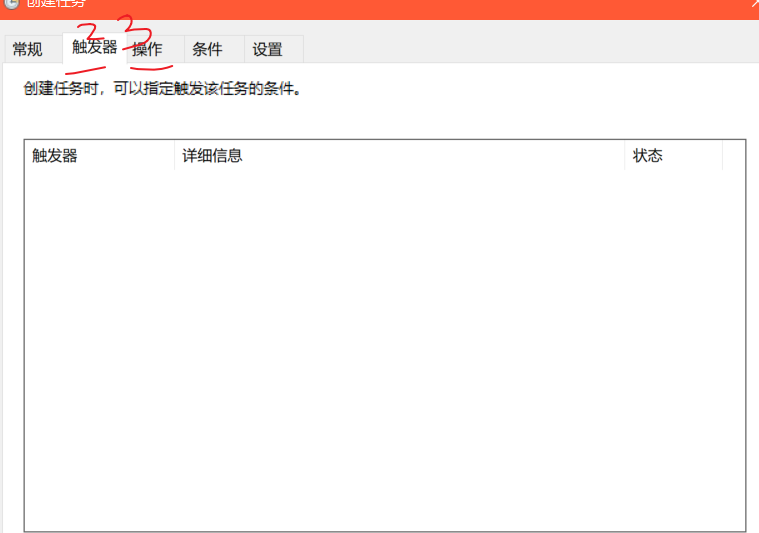 创建任务
2 3
常规 触发器 操作 条件 设置
创建任务时，可以指定触发该任务的条件。
触发器 详细信息 状态